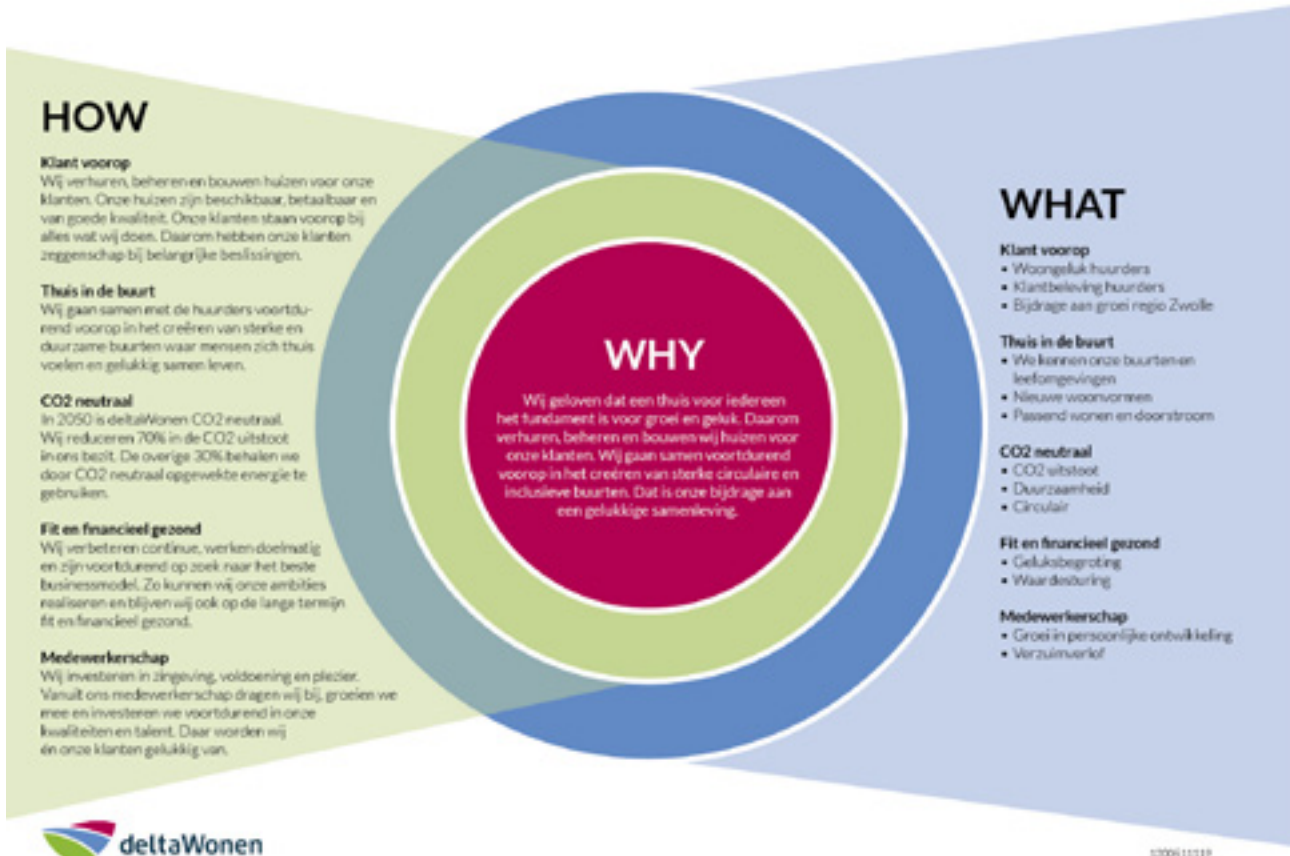 HOW
Klant voorop
Wij verhuren, beheren en bouwen huizen voor onze
klanten. Onze huizen zijn beschikbaar, betaalbaar en
van goede kwaliteit. Onze klanten staan voorop bij
alles wat wij doen. Daarom hebben onze klanten
zeggenschap bij belangrijke beslissingen.
Thuis in de buurt
Wij gaan samen met de huurders voortdu-
rend voorop in het creëren van sterke en
duurzame buurten waar mensen zich thuis
voelen en gelukkig samen leven.
CO2 neutraal
In 2050 is deltaWonen CO2 neutraal.
Wij reduceren 70% in de CO2 uitstoot
in ons bezit. De overige 30% behalen we
door CO2 neutraal opgewekte energie te
gebruiken.
Fit en financieel gezond
Wij verbeteren continue, werken doelmatig
en zijn voortdurend op zoek naar het beste
businessmodel. Zo kunnen wij onze ambities
realiseren en blijven wij ook op de lange termijn
fit en financieel gezond.
Medewerkerschap
Wij investeren in zingeving, voldoening en plezier.
Vanuit ons medewerkerschap dragen wij bij, groeien we
mee en investeren we voortdurend in onze
kwaliteiten en talent. Daar worden wij
én onze klanten gelukkig van.
WHY
Wij geloven dat een thuis voor iedereen
het fundament is voor groei en geluk. Daarom
verhuren, beheren en bouwen wij huizen voor
onze klanten. Wij gaan samen voortdurend
voorop in het creëren van sterke circulaire en
inclusieve buurten. Dat is onze bijdrage aan
een gelukkige samenleving.
WHAT
Klant voorop
• Woongeluk huurders
• Klantbeleving huurders
• Bijdrage aan groei regio Zwolle
Thuis in de buurt
• We kennen onze buurten en
leefomgevingen
• Nieuwe woonvormen
• Passend wonen en doorstroom
CO2 neutraal
• CO2 uitstoot
• Duurzaamheid
• Circulair
Fit en financieel gezond
• Geluksbegroting
• Waardesturing
Medewerkerschap
• Groei in persoonlijke ontwikkeling
• Verzuimverlof
deltaWonen